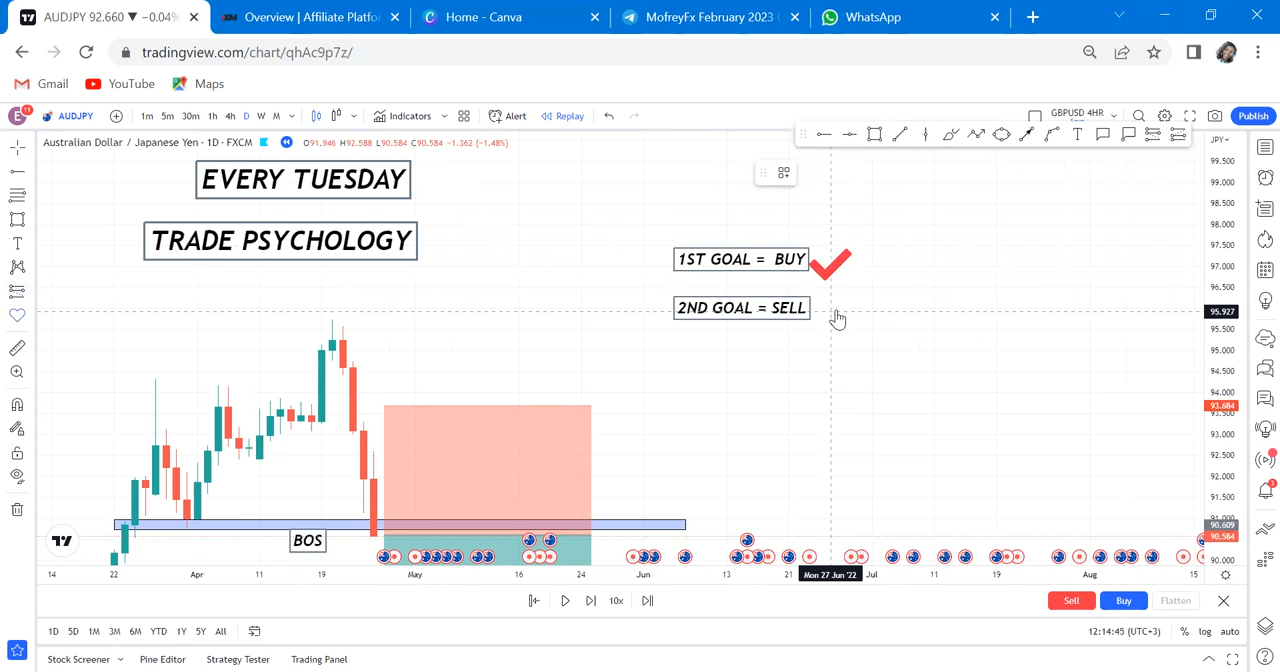 AUDJPY 92.660 ▼ −0.04%
Overview | Affiliate Platfo
Home - Canva
MofreyFx February 2023
WhatsApp
tradingview.com/chart/qhAc9p7z/
Gmail
YouTube
Maps
E
11
AUDJPY
1m 5m 30m 1h 4h D W M
Indicators
Alert
Replay
GBPUSD 4HR
Publish
Australian Dollar / Japanese Yen · 1D · FXCM
O91.946 H92.588 L90.584 C90.584 −1.362 (−1.48%)
JPY
EVERY TUESDAY
TRADE PSYCHOLOGY
1ST GOAL = BUY
2ND GOAL = SELL
BOS
99.500
99.000
98.500
98.000
97.500
97.000
96.500
95.927
95.500
95.000
94.500
94.000
93.684
93.500
93.000
92.500
92.000
91.500
91.000
90.609
90.584
90.000
14 22 Apr 11 19 May 16 24 Jun 13 21 Mon 27 Jun '22 Jul 11 19 Aug 15
10x
Sell
Buy
Flatten
1D 5D 1M 3M 6M YTD 1Y 5Y All
12:14:45 (UTC+3)
% log auto
Stock Screener
Pine Editor
Strategy Tester
Trading Panel